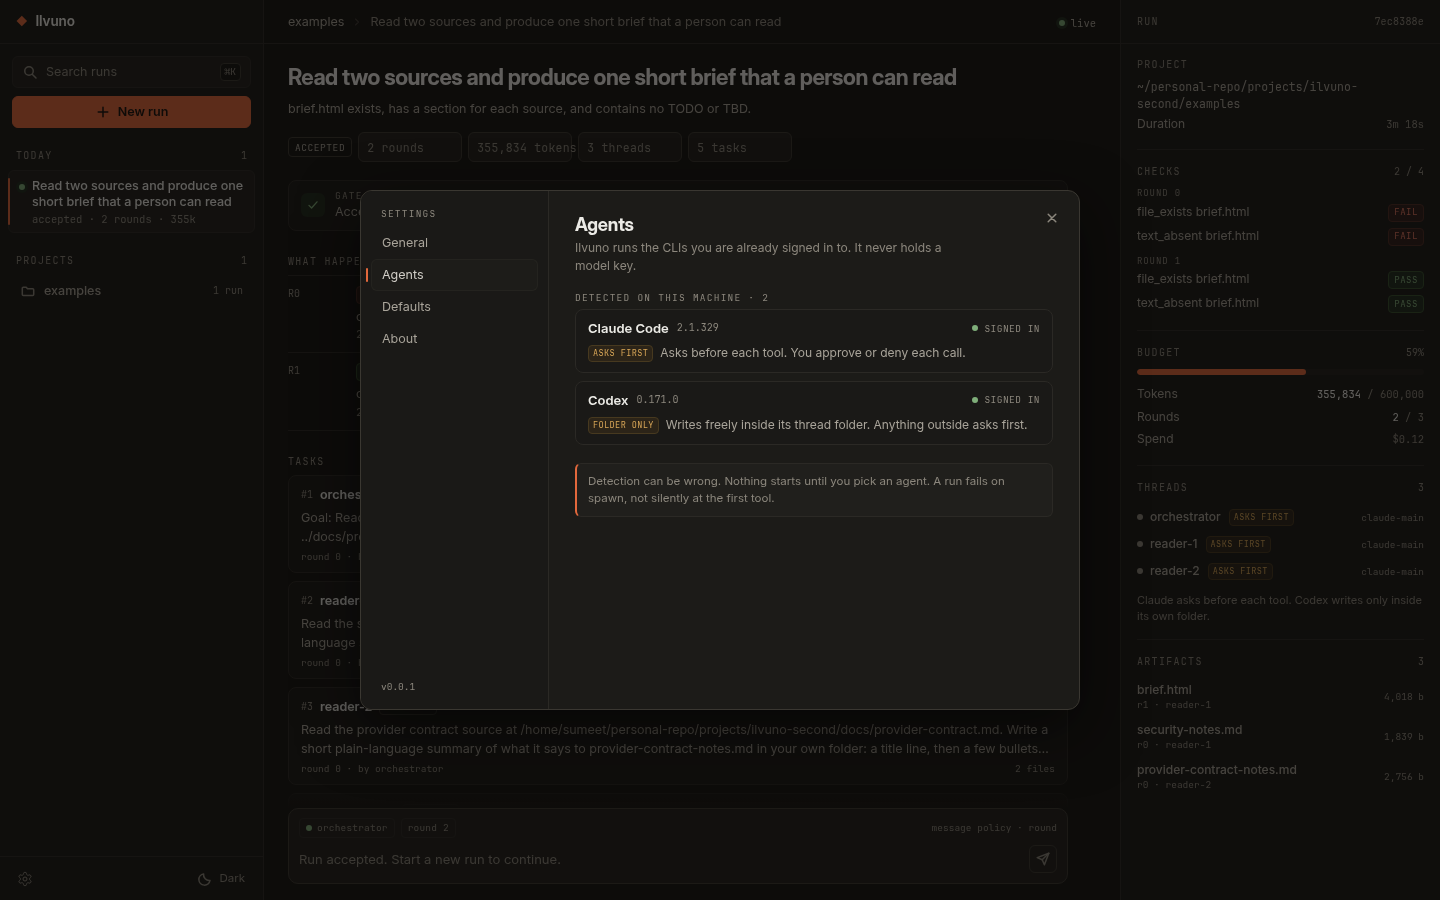 Ilvuno
Search runs
⌘K
New run
TODAY 1
Read two sources and produce one
short brief that a person can read
accepted · 2 rounds · 355k
PROJECTS 1
examples 1 run
Dark
examples › Read two sources and produce one short brief that a person can read
live
Read two sources and produce one short brief that a person can read
brief.html exists, has a section for each source, and contains no TODO or TBD.
ACCEPTED 2 rounds 355,834 tokens 3 threads 5 tasks
GATE
Acce
WHAT HAPPE
R0
R1
TASKS
#1 orches
Goal: Read
../docs/pro
round 0 ·
#2 reader
Read the s
language
round 0 ·
#3 reader-2
Read the provider contract source at /home/sumeet/personal-repo/projects/ilvuno-second/docs/provider-contract.md. Write a
short plain-language summary of what it says to provider-contract-notes.md in your own folder: a title line, then a few bullets...
round 0 · by orchestrator 2 files
orchestrator round 2 message policy · round
Run accepted. Start a new run to continue.
SETTINGS
General
Agents
Defaults
About
v0.0.1
Agents
Ilvuno runs the CLIs you are already signed in to. It never holds a
model key.
DETECTED ON THIS MACHINE · 2
Claude Code 2.1.329 SIGNED IN
ASKS FIRST Asks before each tool. You approve or deny each call.
Codex 0.171.0 SIGNED IN
FOLDER ONLY Writes freely inside its thread folder. Anything outside asks first.
Detection can be wrong. Nothing starts until you pick an agent. A run fails on
spawn, not silently at the first tool.
RUN 7ec8388e
PROJECT
~/personal-repo/projects/ilvuno-
second/examples
Duration 3m 18s
CHECKS 2 / 4
ROUND 0
file_exists brief.html FAIL
text_absent brief.html FAIL
ROUND 1
file_exists brief.html PASS
text_absent brief.html PASS
BUDGET 59%
Tokens 355,834 / 600,000
Rounds 2 / 3
Spend $0.12
THREADS 3
orchestrator ASKS FIRST claude-main
reader-1 ASKS FIRST claude-main
reader-2 ASKS FIRST claude-main
Claude asks before each tool. Codex writes only inside
its own folder.
ARTIFACTS 3
brief.html 4,018 b
r1 · reader-1
security-notes.md 1,839 b
r0 · reader-1
provider-contract-notes.md 2,756 b
r0 · reader-2